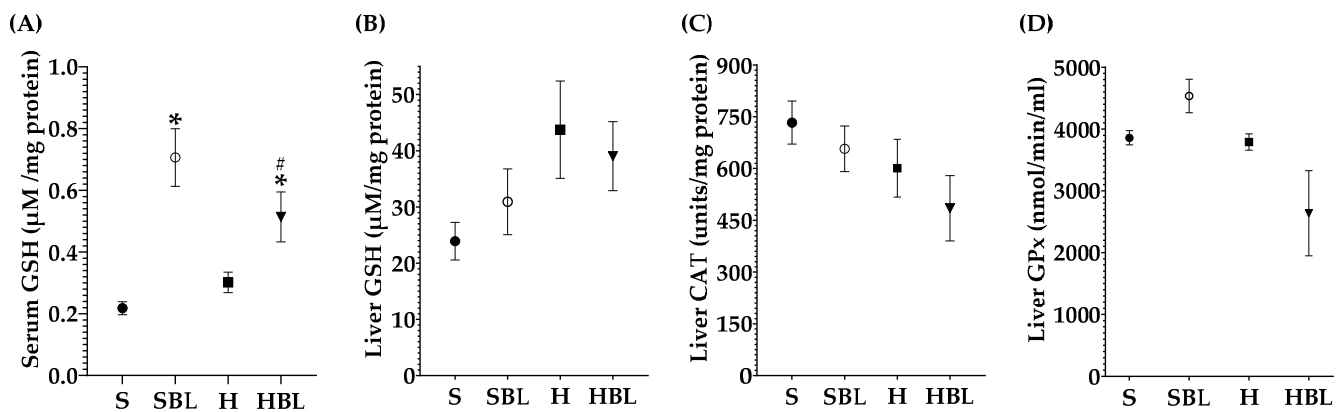 (A)
Serum GSH (μM /mg protein)
1.0
0.8
0.6
0.4
0.2
0.0
*
#
*
S SBL H HBL
(B)
Liver GSH (μM/mg protein)
50
40
30
20
10
0
S SBL H HBL
(C)
Liver CAT (units/mg protein)
900
750
600
450
300
150
0
S SBL H HBL
(D)
Liver GPx (nmol/min/ml)
5000
4000
3000
2000
1000
0
S SBL H HBL